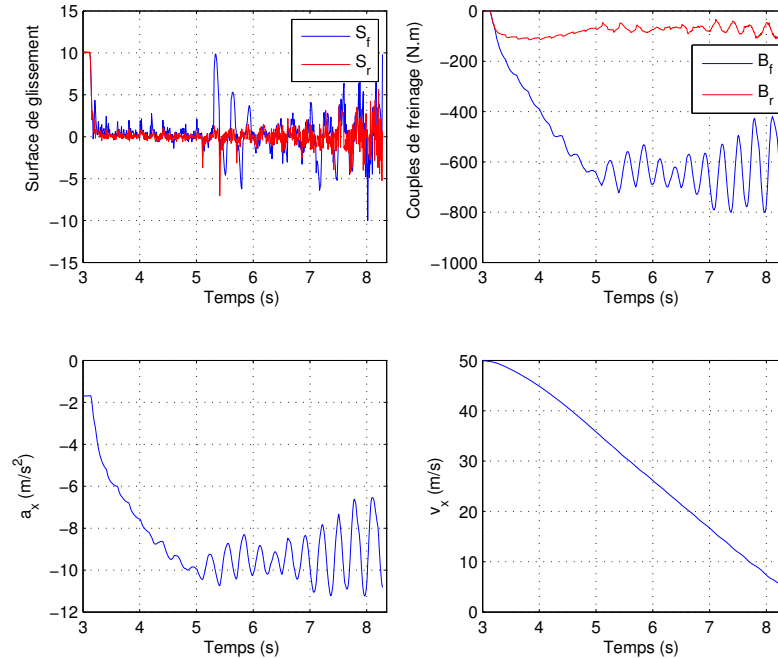 Surface de glissement
15
10
5
0
−5
−10
−15
S_f
S_r
3 4 5 6 7 8
Temps (s)
Couples de freinage (N.m)
0
−200
−400
−600
−800
−1000
B_f
B_r
3 4 5 6 7 8
Temps (s)
a_x (m/s²)
0
−2
−4
−6
−8
−10
−12
3 4 5 6 7 8
Temps (s)
v_x (m/s)
50
40
30
20
10
0
3 4 5 6 7 8
Temps (s)